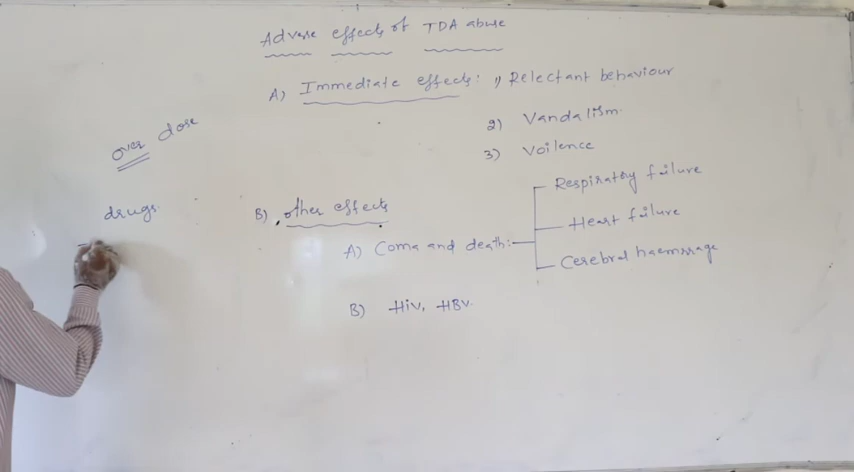 Adverse effects of TDA abuse
A) Immediate effects: 1) Relectant behaviour
2) Vandalism.
3) Voilence
over dose
drugs.
B) other effects
A) Coma and death:
Respiratory failure
Heart failure
Cerebral haemrrage
B) HiV, HBV.